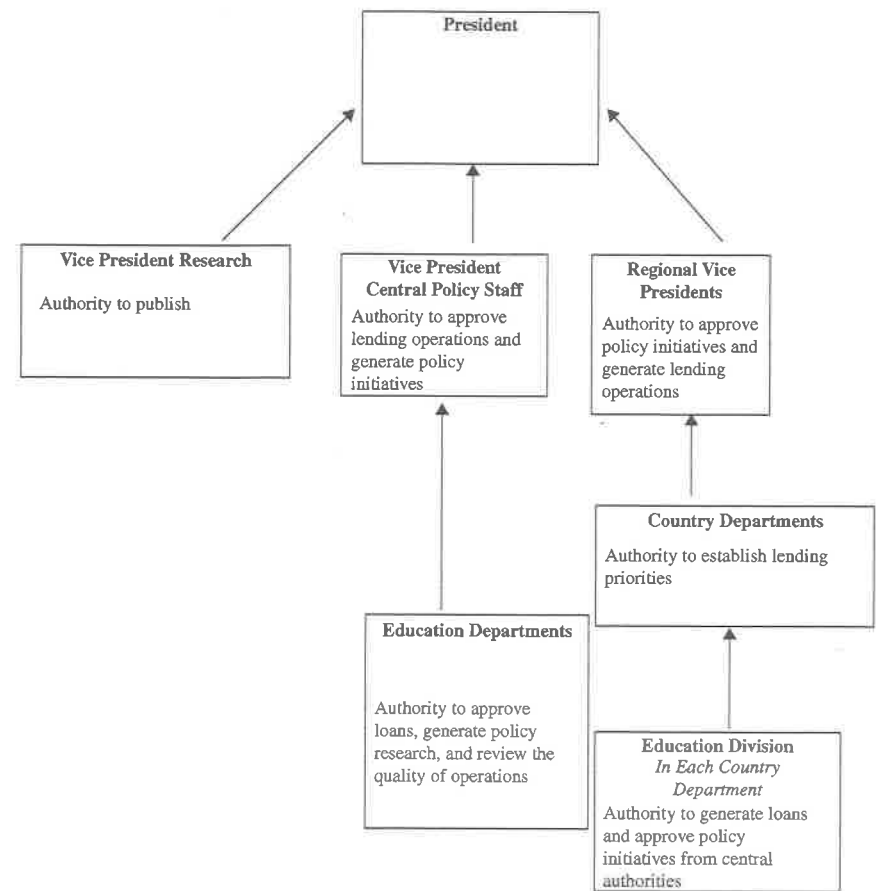 President
Vice President Research
Authority to publish
Vice President
Central Policy Staff
Authority to approve
lending operations and
generate policy
initiatives
Regional Vice
Presidents
Authority to approve
policy initiatives and
generate lending
operations
Country Departments
Authority to establish lending
priorities
Education Departments
Authority to approve
loans, generate policy
research, and review the
quality of operations
Education Division
In Each Country
Department
Authority to generate loans
and approve policy
initiatives from central
authorities